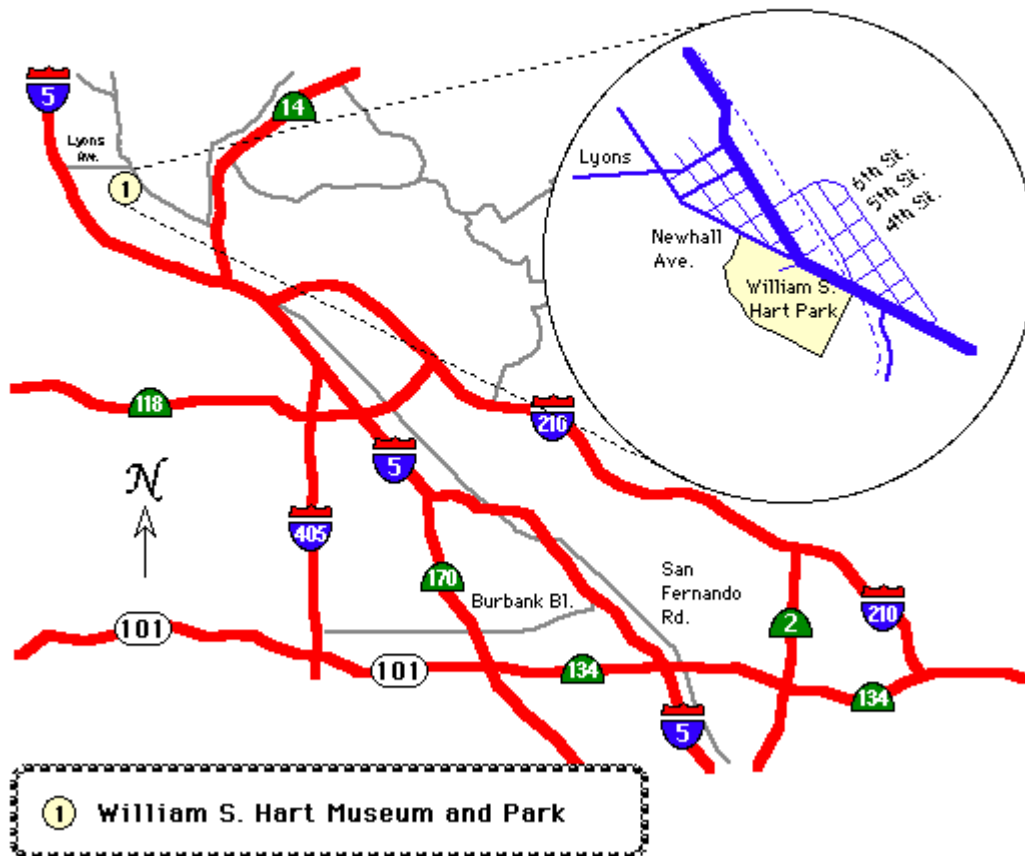 5
14
Lyons
Ave.
1
Lyons
6th St.
5th St.
4th St.
Newhall
Ave.
William S.
Hart Park
118
210
5
N
405
170
Burbank Bl.
San
Fernando
Rd.
2
210
101
101
134
134
5
1 William S. Hart Museum and Park